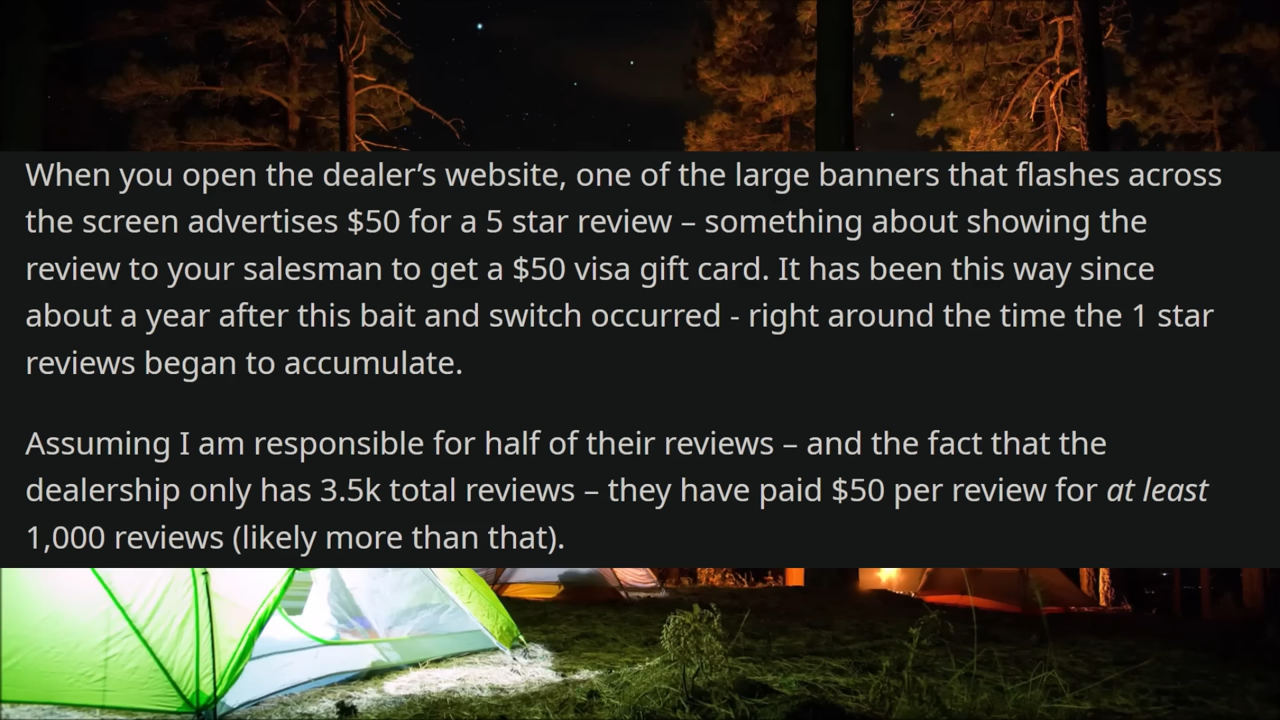 When you open the dealer’s website, one of the large banners that flashes across
the screen advertises $50 for a 5 star review – something about showing the
review to your salesman to get a $50 visa gift card. It has been this way since
about a year after this bait and switch occurred - right around the time the 1 star
reviews began to accumulate.
Assuming I am responsible for half of their reviews – and the fact that the
dealership only has 3.5k total reviews – they have paid $50 per review for at least
1,000 reviews (likely more than that).